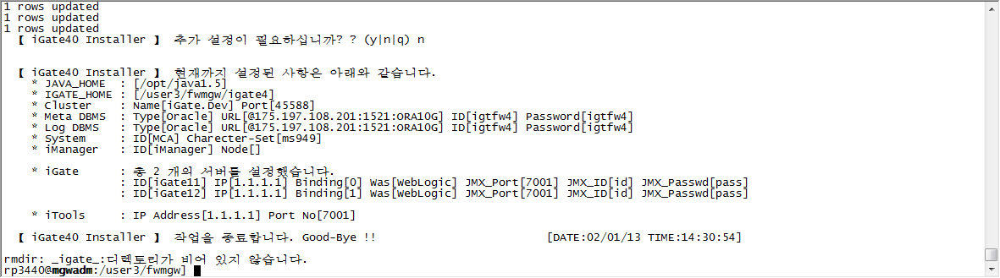 1 rows updated
1 rows updated
1 rows updated
【 iGate40 Installer 】 추가 설정이 필요하십니까? ? (y|n|q) n
【 iGate40 Installer 】 현재까지 설정된 사항은 아래와 같습니다.
* JAVA_HOME : [/opt/java1.5]
* IGATE_HOME : [/user3/fwmgw/igate4]
* Cluster : Name[iGate.Dev] Port[45588]
* Meta DBMS : Type[Oracle] URL[@175.197.108.201:1521:ORA10G] ID[igtfw4] Password[igtfw4]
* Log DBMS : Type[Oracle] URL[@175.197.108.201:1521:ORA10G] ID[igtfw4] Password[igtfw4]
* System : ID[MCA] Charecter-Set[ms949]
* iManager : ID[iManager] Node[]
* iGate : 총 2 개의 서버를 설정했습니다.
: ID[iGate11] IP[1.1.1.1] Binding[0] Was[WebLogic] JMX_Port[7001] JMX_ID[id] JMX_Passwd[pass]
: ID[iGate12] IP[1.1.1.1] Binding[1] Was[WebLogic] JMX_Port[7001] JMX_ID[id] JMX_Passwd[pass]
* iTools : IP Address[1.1.1.1] Port No[7001]
【 iGate40 Installer 】 작업을 종료합니다. Good-Bye !! [DATE:02/01/13 TIME:14:30:54]
rmdir: _igate_:디렉토리가 비어 있지 않습니다.
rp3440@mgwadm:/user3/fwmgw]